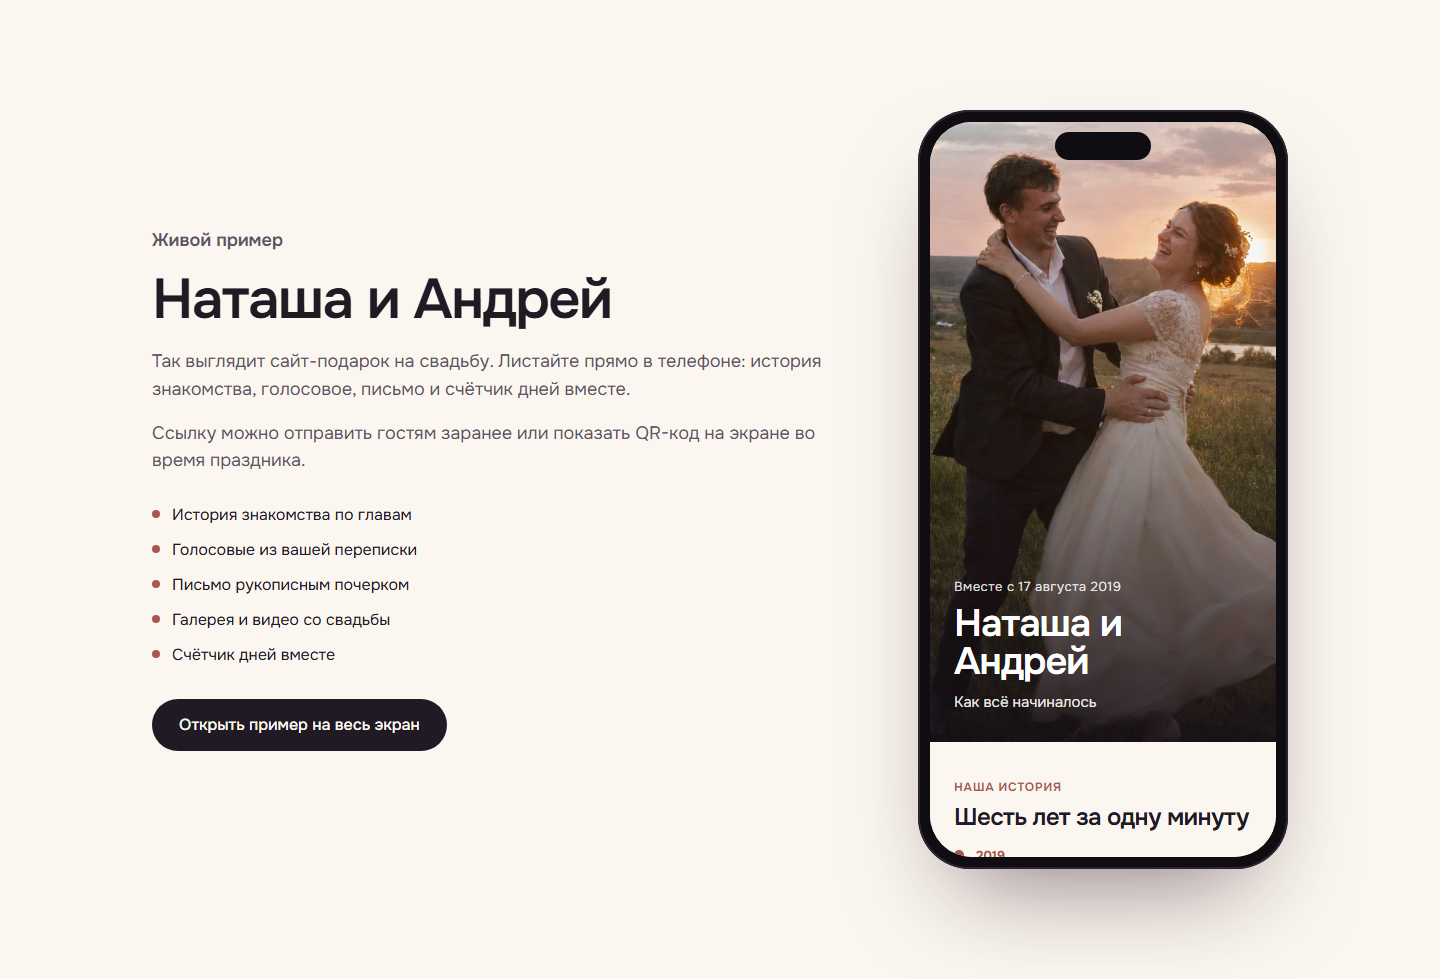 Живой пример
Наташа и Андрей
Так выглядит сайт-подарок на свадьбу. Листайте прямо в телефоне: история
знакомства, голосовое, письмо и счётчик дней вместе.
Ссылку можно отправить гостям заранее или показать QR-код на экране во
время праздника.
История знакомства по главам
Голосовые из вашей переписки
Письмо рукописным почерком
Галерея и видео со свадьбы
Счётчик дней вместе
Открыть пример на весь экран
Вместе с 17 августа 2019
Наташа и
Андрей
Как всё начиналось
НАША ИСТОРИЯ
Шесть лет за одну минуту
2019